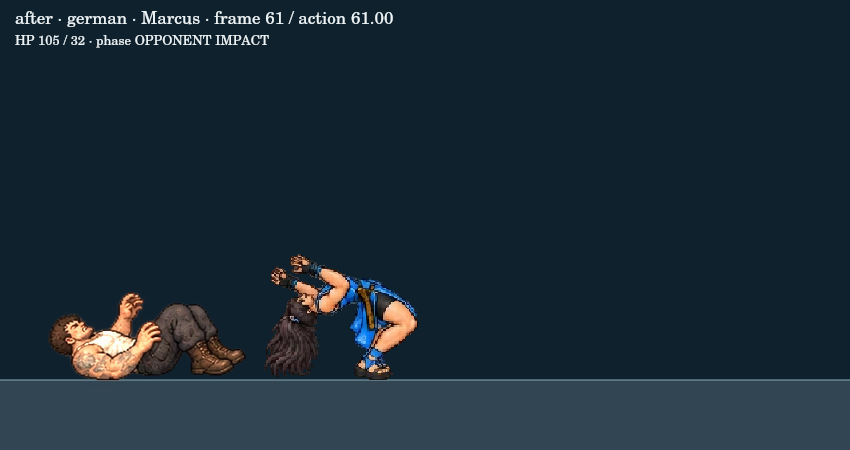 after · german · Marcus · frame 61 / action 61.00
HP 105 / 32 · phase OPPONENT IMPACT